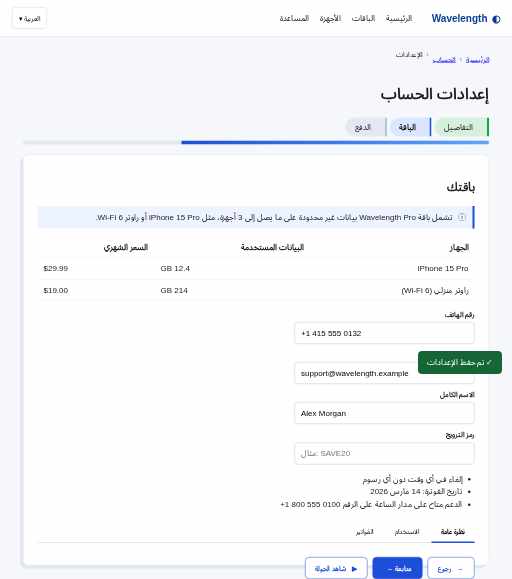 Wavelength
الرئيسية
الباقات
الأجهزة
المساعدة
العربية ▾
الرئيسية › الحساب › الإعدادات
إعدادات الحساب
التفاصيل
الباقة
الدفع
باقتك
تشمل باقة Wavelength Pro بيانات غير محدودة على ما يصل إلى 3 أجهزة، مثل iPhone 15 Pro أو راوتر Wi-Fi 6.
الجهاز البيانات المستخدمة السعر الشهري
iPhone 15 Pro 12.4 GB $29.99
راوتر منزلي (Wi-Fi 6) 214 GB $19.00
رقم الهاتف
+1 415 555 0132
✓ تم حفظ الإعدادات
support@wavelength.example
الاسم الكامل
Alex Morgan
رمز الترويج
مثال: SAVE20
• إلغاء في أي وقت دون أي رسوم
• تاريخ الفوترة: 14 مارس 2026
• الدعم متاح على مدار الساعة على الرقم 0100 555 800 1+
نظرة عامة
الاستخدام
الفواتير
رجوع
متابعة
شاهد الجولة